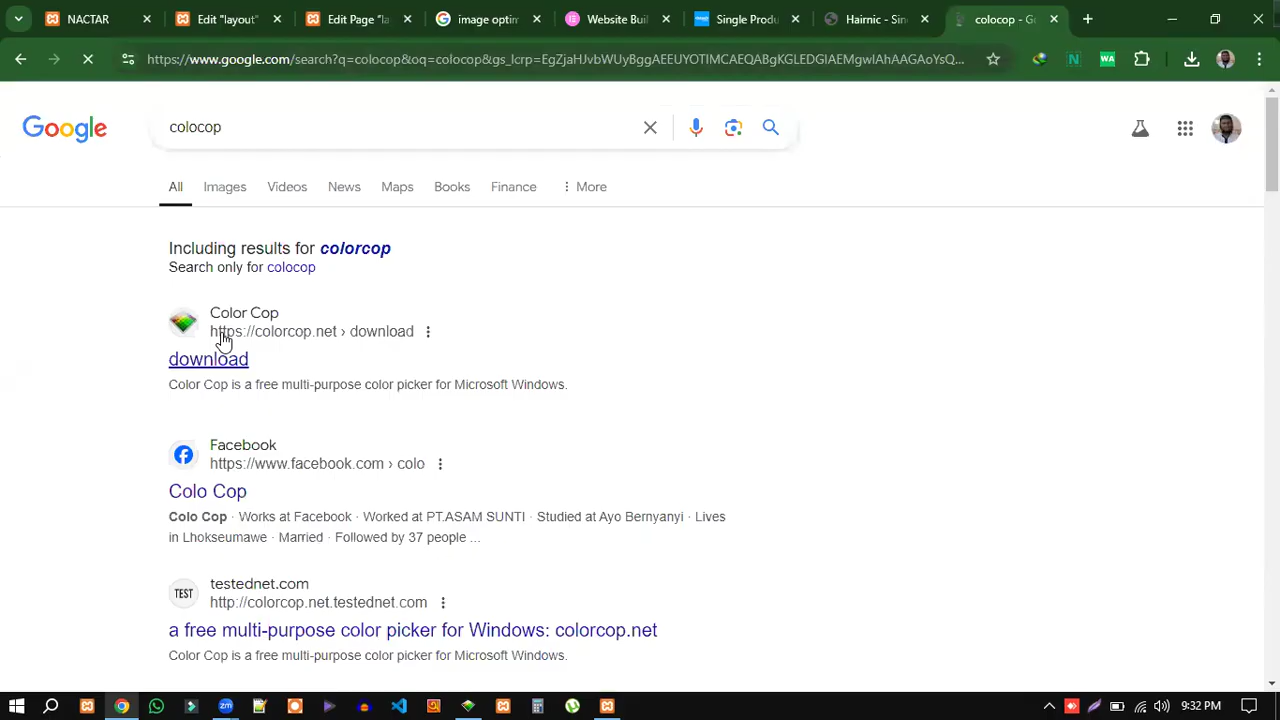 NACTAR
Edit "layout"
Edit Page "la
image optim
Website Buil
Single Produ
Hairnic - Sin
colocop - Go
https://www.google.com/search?q=colocop&oq=colocop&gs_lcrp=EgZjaHJvbWUyBggAEEUYOTIMCAEQABgKGLEDGIAEMgwIAhAAGAoYsQ...
Google
colocop
All
Images
Videos
News
Maps
Books
Finance
More
Including results for colorcop
Search only for colocop
Color Cop
https://colorcop.net › download
download
Color Cop is a free multi-purpose color picker for Microsoft Windows.
Facebook
https://www.facebook.com › colo
Colo Cop
Colo Cop · Works at Facebook · Worked at PT.ASAM SUNTI · Studied at Ayo Bernyanyi · Lives
in Lhokseumawe · Married · Followed by 37 people ...
TEST
testednet.com
http://colorcop.net.testednet.com
a free multi-purpose color picker for Windows: colorcop.net
Color Cop is a free multi-purpose color picker for Microsoft Windows.
9:32 PM